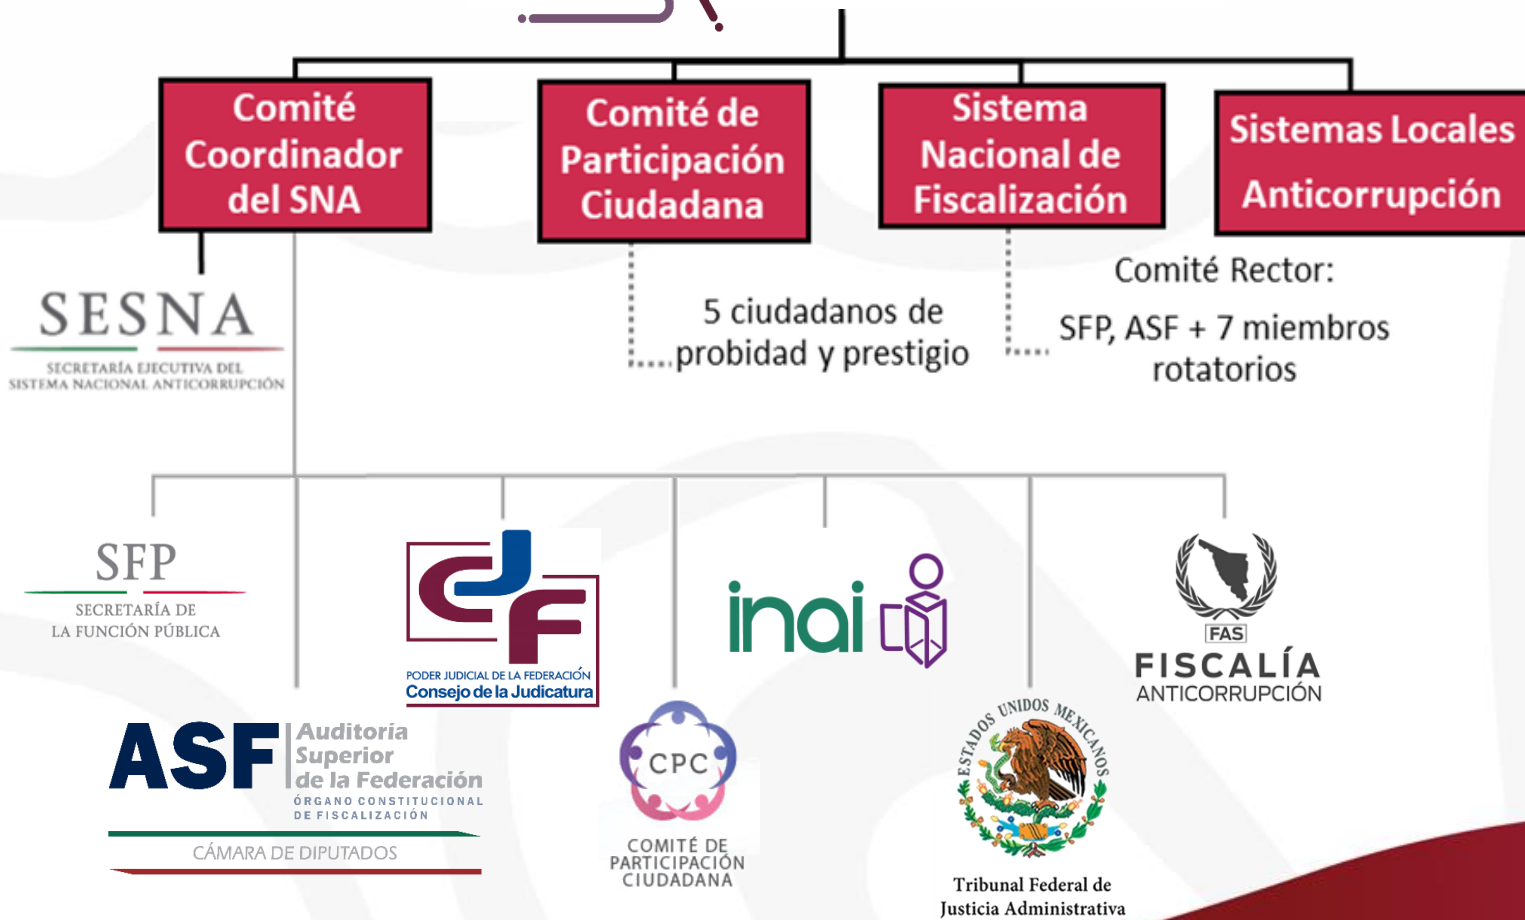 Comité
Coordinador
del SNA
Comité de
Participación
Ciudadana
Sistema
Nacional de
Fiscalización
Sistemas Locales
Anticorrupción
SESNA
SECRETARÍA EJECUTIVA DEL
SISTEMA NACIONAL ANTICORRUPCIÓN
5 ciudadanos de
probidad y prestigio
Comité Rector:
SFP, ASF + 7 miembros
rotatorios
SFP
SECRETARÍA DE
LA FUNCIÓN PÚBLICA
CJF
PODER JUDICIAL DE LA FEDERACIÓN
Consejo de la Judicatura
inai
FAS
FISCALÍA
ANTICORRUPCIÓN
ASF
Auditoría
Superior
de la Federación
ÓRGANO CONSTITUCIONAL
DE FISCALIZACIÓN
CÁMARA DE DIPUTADOS
CPC
COMITÉ DE
PARTICIPACIÓN
CIUDADANA
ESTADOS UNIDOS MEXICANOS
Tribunal Federal de
Justicia Administrativa